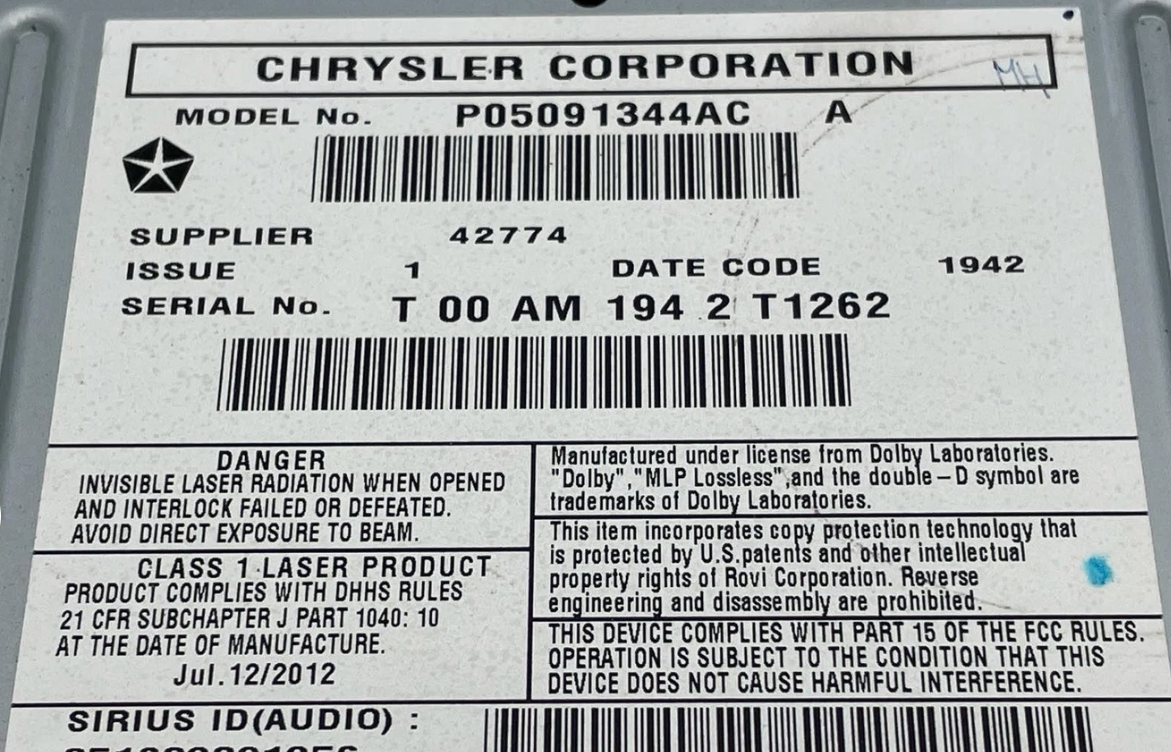 CHRYSLER CORPORATION
MH
MODEL No. P05091344AC A
SUPPLIER 42774
ISSUE 1 DATE CODE 1942
SERIAL No. T 00 AM 194 2 T1262
DANGER
INVISIBLE LASER RADIATION WHEN OPENED
AND INTERLOCK FAILED OR DEFEATED.
AVOID DIRECT EXPOSURE TO BEAM.
CLASS 1 LASER PRODUCT
PRODUCT COMPLIES WITH DHHS RULES
21 CFR SUBCHAPTER J PART 1040: 10
AT THE DATE OF MANUFACTURE.
Jul.12/2012
Manufactured under license from Dolby Laboratories.
"Dolby","MLP Lossless",and the double–D symbol are
trademarks of Dolby Laboratories.
This item incorporates copy protection technology that
is protected by U.S.patents and other intellectual
property rights of Rovi Corporation. Reverse
engineering and disassembly are prohibited.
THIS DEVICE COMPLIES WITH PART 15 OF THE FCC RULES.
OPERATION IS SUBJECT TO THE CONDITION THAT THIS
DEVICE DOES NOT CAUSE HARMFUL INTERFERENCE.
SIRIUS ID(AUDIO) :